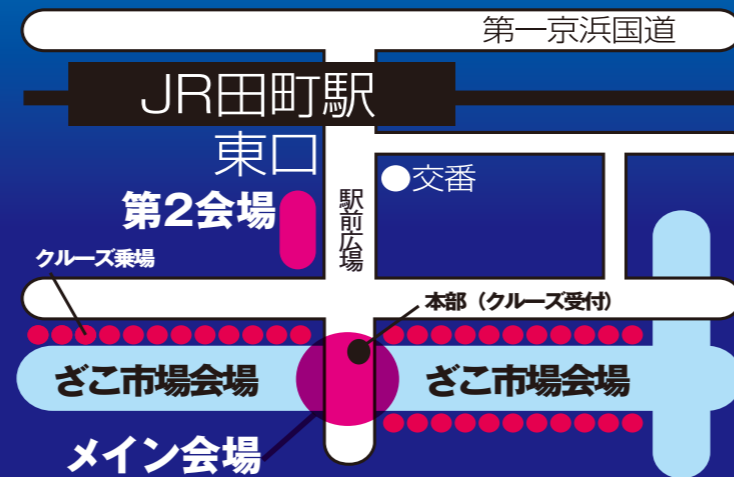 第一京浜国道
JR田町駅
東口
●交番
第2会場
駅前広場
クルーズ乗場
本部（クルーズ受付）
ざこ市場会場
ざこ市場会場
メイン会場